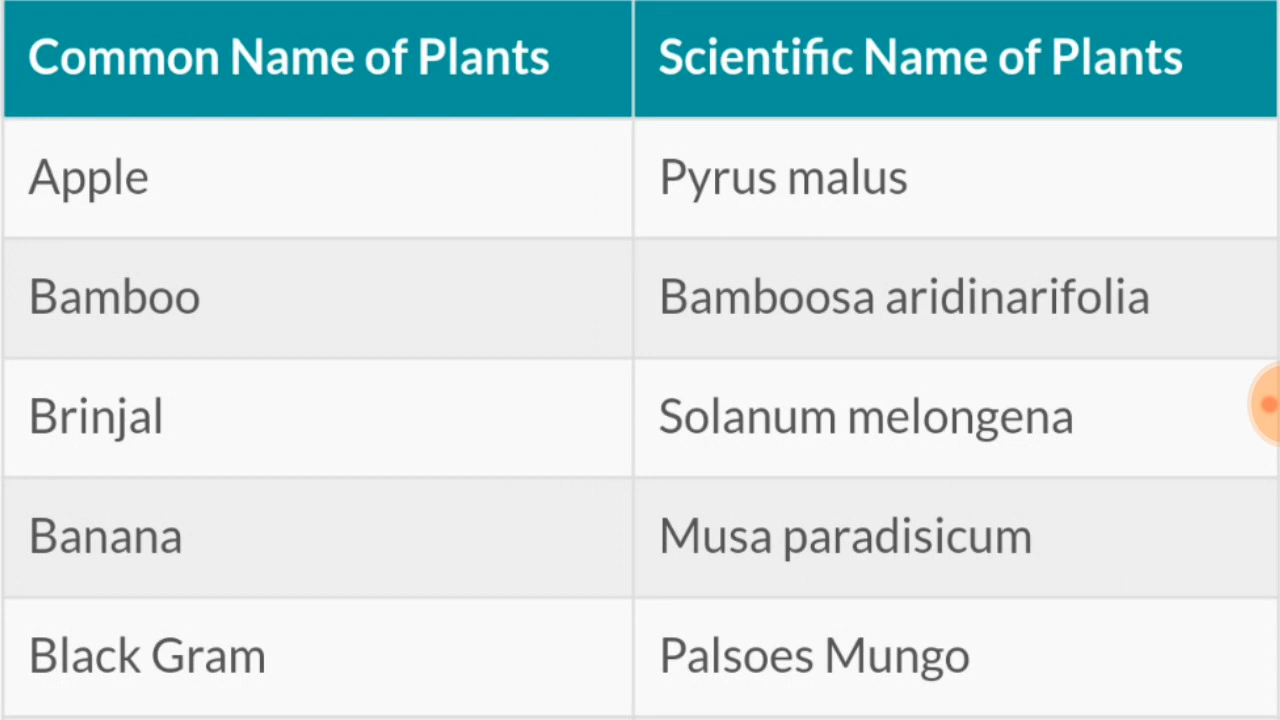 Common Name of Plants Scientific Name of Plants
Apple Pyrus malus
Bamboo Bamboosa aridinarifolia
Brinjal Solanum melongena
Banana Musa paradisicum
Black Gram Palsoes Mungo